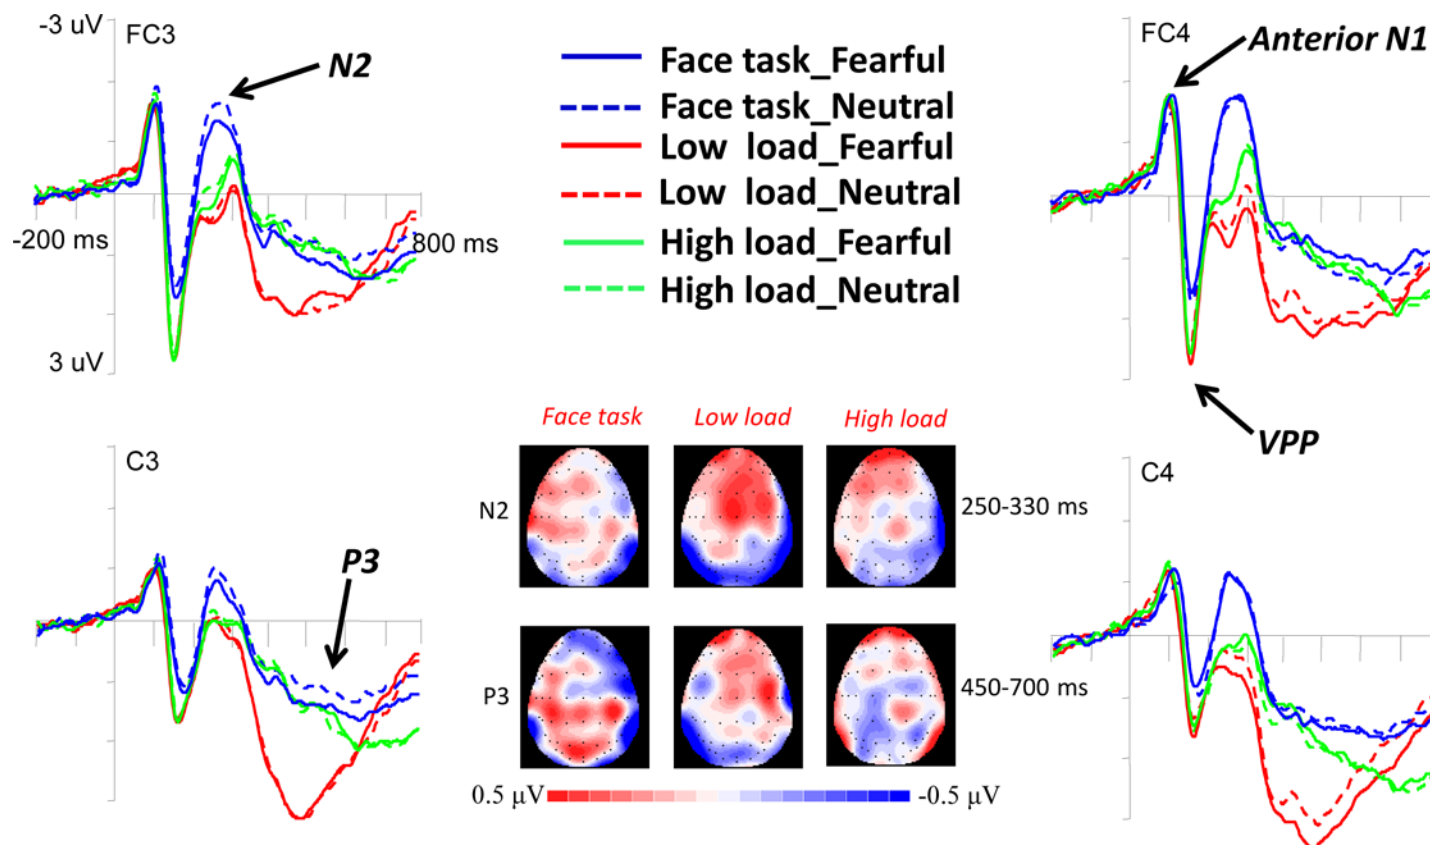 -3 uV
FC3
N2
-200 ms
800 ms
3 uV
Face task_Fearful
Face task_Neutral
Low load_Fearful
Low load_Neutral
High load_Fearful
High load_Neutral
FC4
Anterior N1
VPP
C3
P3
Face task
Low load
High load
N2
250-330 ms
P3
450-700 ms
0.5 μV
-0.5 μV
C4